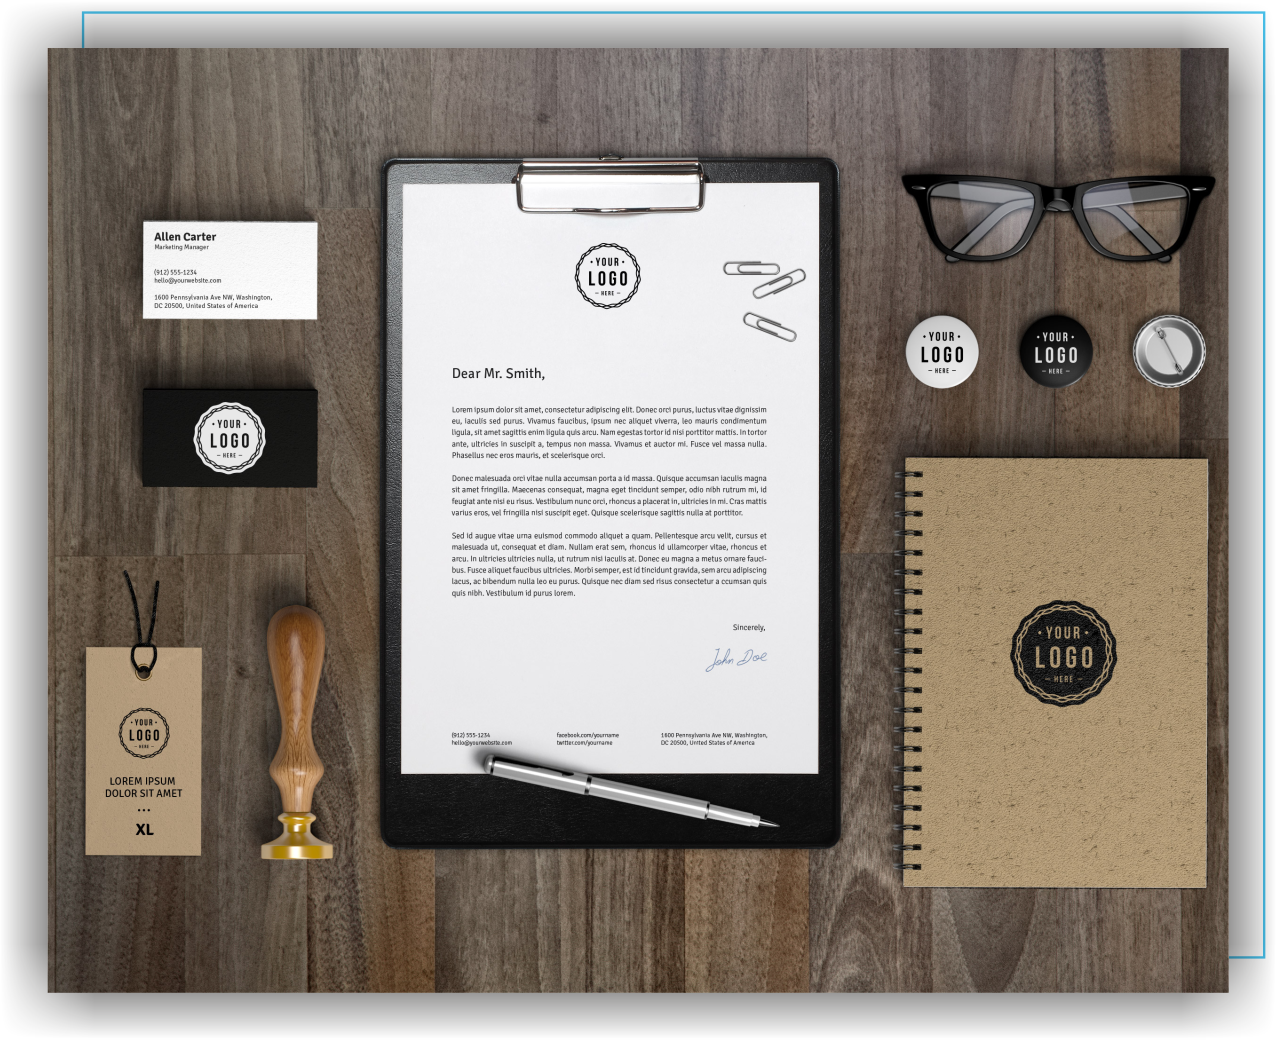 Allen Carter
Marketing Manager
(912) 555-1234
hello@yourwebsite.com
1600 Pennsylvania Ave NW, Washington,
DC 20500, United States of America
• YOUR •
LOGO
– HERE –
LOREM IPSUM
DOLOR SIT AMET
• • •
XL
• YOUR •
LOGO
– HERE –
• YOUR •
LOGO
– HERE –
Dear Mr. Smith,
Lorem ipsum dolor sit amet, consectetur adipiscing elit. Donec orci purus, luctus vitae dignissim
eu, iaculis sed purus. Vivamus faucibus, ipsum nec aliquet viverra, leo mauris condimentum
ligula, sit amet sagittis enim ligula quis arcu. Nam egestas tortor id nisi porttitor mattis. In tortor
ante, ultricies in suscipit a, tempus non massa. Vivamus et auctor mi. Fusce vel massa nulla.
Phasellus nec eros mauris, et scelerisque orci.
Donec malesuada orci vitae nulla accumsan porta a id massa. Quisque accumsan iaculis magna
sit amet fringilla. Maecenas consequat, magna eget tincidunt semper, odio nibh rutrum mi, id
feugiat ante nisi eu risus. Vestibulum nunc orci, rhoncus a placerat in, ultricies in mi. Cras mattis
varius eros, vel fringilla nisi suscipit eget. Quisque scelerisque sagittis nulla at porttitor.
Sed id augue vitae urna euismod commodo aliquet a quam. Pellentesque arcu velit, cursus et
malesuada ut, consequat et diam. Nullam erat sem, rhoncus id ullamcorper vitae, rhoncus et
arcu. In ultricies ultricies nulla, ut rutrum nisi iaculis at. Donec eu magna a metus ornare fauci-
bus. Fusce aliquet faucibus ultricies. Morbi semper, est id tincidunt gravida, sem arcu adipiscing
lacus, ac bibendum nulla leo eu purus. Quisque nec diam sed risus consectetur a ccumsan quis
quis nibh. Vestibulum id purus lorem.
Sincerely,
John Doe
(912) 555-1234
hello@yourwebsite.com
facebook.com/yourname
twitter.com/yourname
1600 Pennsylvania Ave NW, Washington,
DC 20500, United States of America
• YOUR •
LOGO
– HERE –
• YOUR •
LOGO
– HERE –
• YOUR •
LOGO
– HERE –